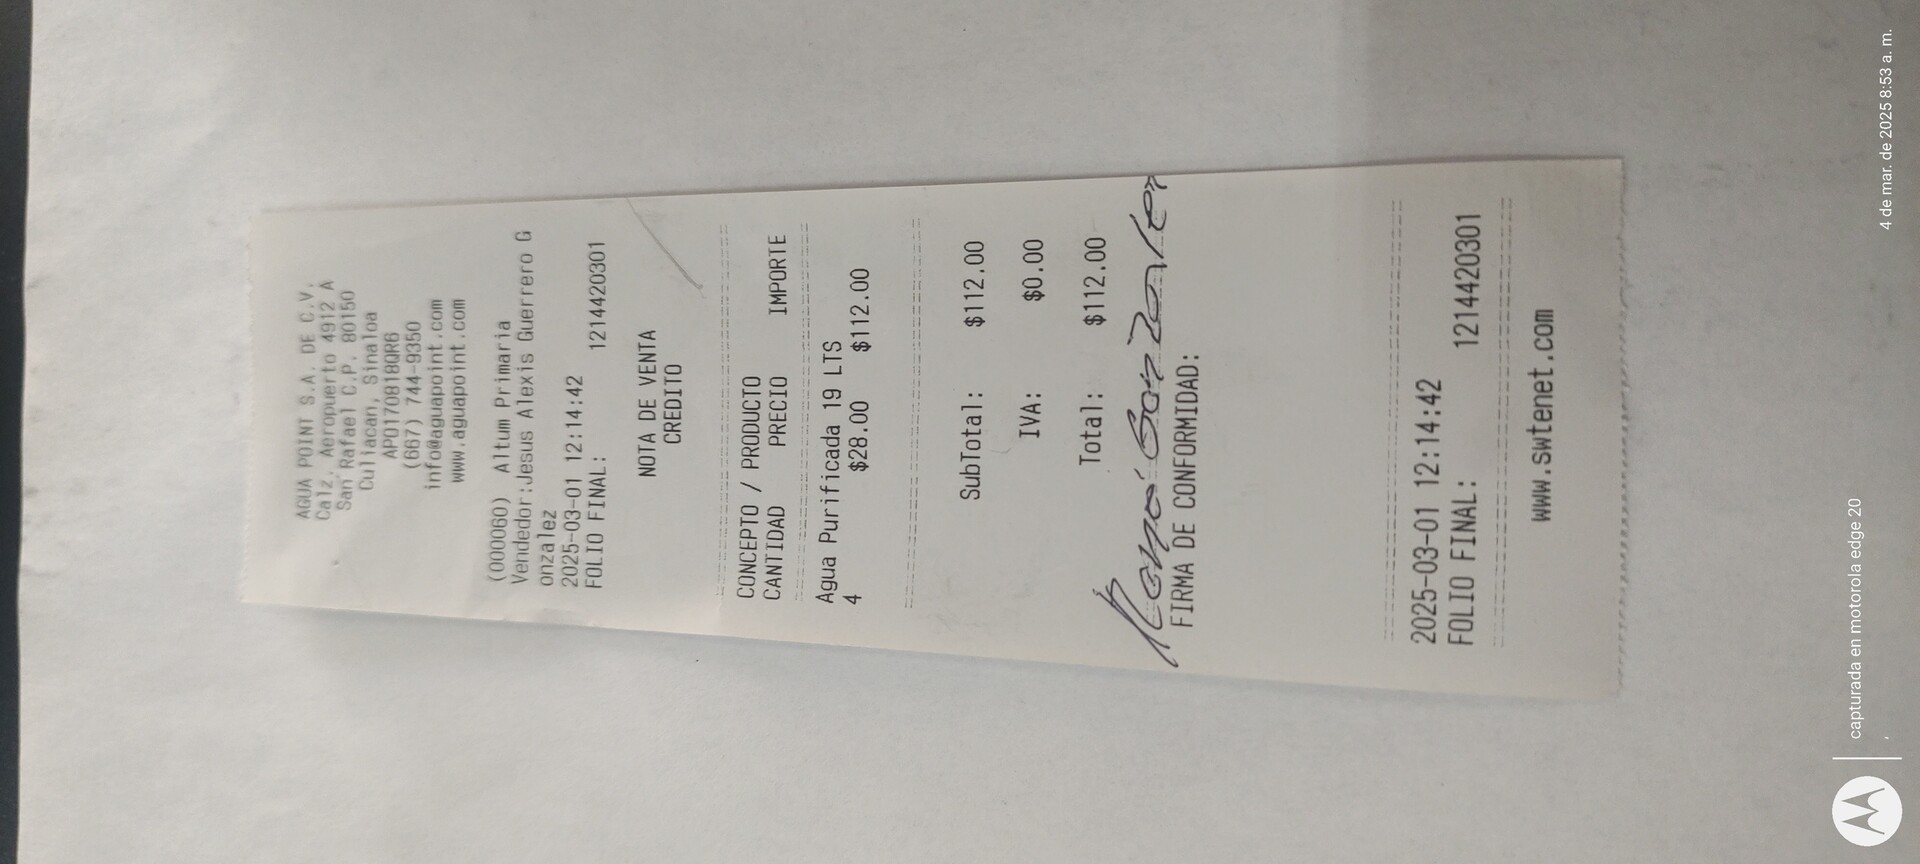 AGUA POINT S.A. DE C.V.
Calz. Aeropuerto 4912 A
San Rafael C.P. 80150
Culiacan, Sinaloa
APO170818QR6
(667) 744-9350
info@aguapoint.com
www.aguapoint.com
(000060) Altum Primaria
Vendedor:Jesus Alexis Guerrero G
onzalez
2025-03-01 12:14:42
FOLIO FINAL: 1214420301
NOTA DE VENTA
CREDITO
CONCEPTO / PRODUCTO
CANTIDAD PRECIO IMPORTE
Agua Purificada 19 LTS
4 $28.00 $112.00
SubTotal: $112.00
IVA: $0.00
Total: $112.00
González
FIRMA DE CONFORMIDAD:
2025-03-01 12:14:42
FOLIO FINAL: 1214420301
www.swtenet.com
capturada en motorola edge 20
4 de mar. de 2025 8:53 a. m.